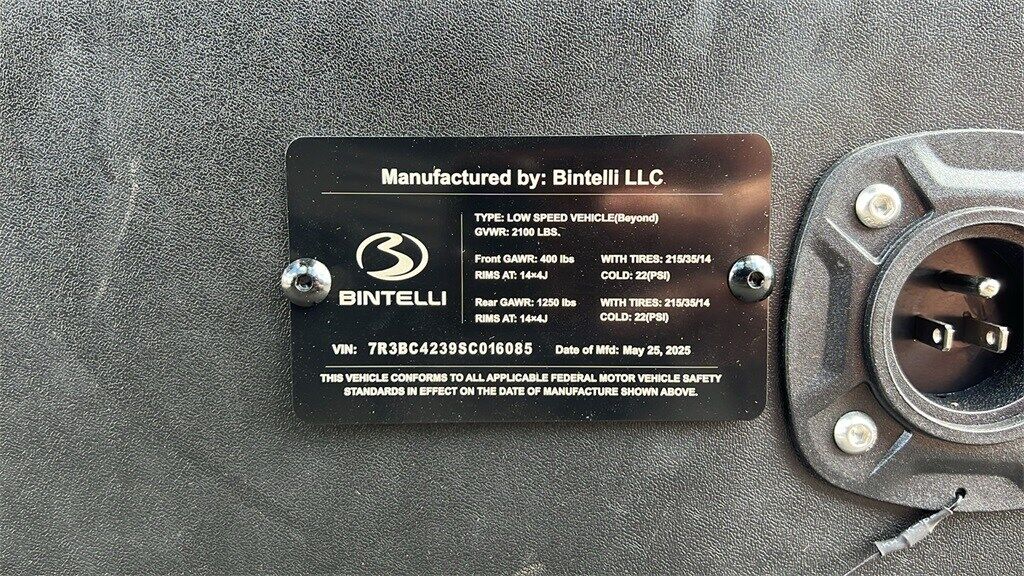 Manufactured by: Bintelli LLC
TYPE: LOW SPEED VEHICLE(Beyond)
GVWR: 2100 LBS.
Front GAWR: 400 lbs WITH TIRES: 215/35/14
RIMS AT: 14×4J COLD: 22(PSI)
BINTELLI
Rear GAWR: 1250 lbs WITH TIRES: 215/35/14
RIMS AT: 14×4J COLD: 22(PSI)
VIN: 7R3BC4239SC016085 Date of Mfd: May 25, 2025
THIS VEHICLE CONFORMS TO ALL APPLICABLE FEDERAL MOTOR VEHICLE SAFETY
STANDARDS IN EFFECT ON THE DATE OF MANUFACTURE SHOWN ABOVE.